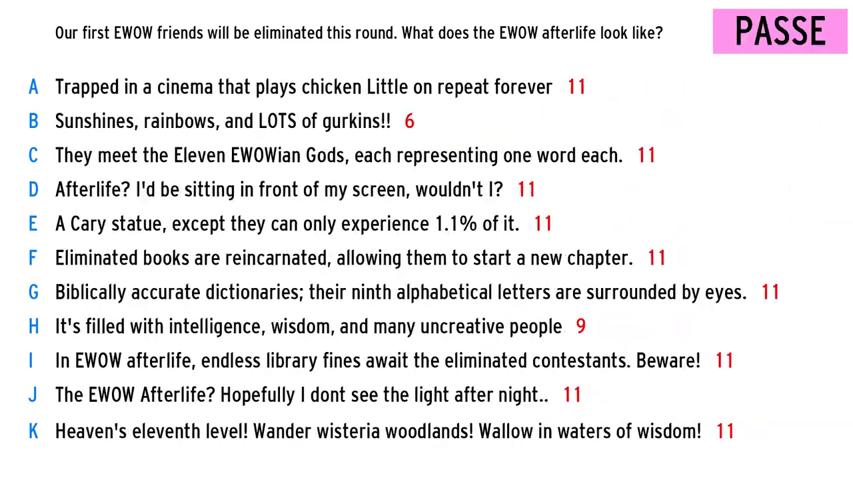 Our first EWOW friends will be eliminated this round. What does the EWOW afterlife look like?
PASSE
A Trapped in a cinema that plays chicken Little on repeat forever 11
B Sunshines, rainbows, and LOTS of gurkins!! 6
C They meet the Eleven EWOWian Gods, each representing one word each. 11
D Afterlife? I'd be sitting in front of my screen, wouldn't I? 11
E A Cary statue, except they can only experience 1.1% of it. 11
F Eliminated books are reincarnated, allowing them to start a new chapter. 11
G Biblically accurate dictionaries; their ninth alphabetical letters are surrounded by eyes. 11
H It's filled with intelligence, wisdom, and many uncreative people 9
I In EWOW afterlife, endless library fines await the eliminated contestants. Beware! 11
J The EWOW Afterlife? Hopefully I dont see the light after night.. 11
K Heaven's eleventh level! Wander wisteria woodlands! Wallow in waters of wisdom! 11